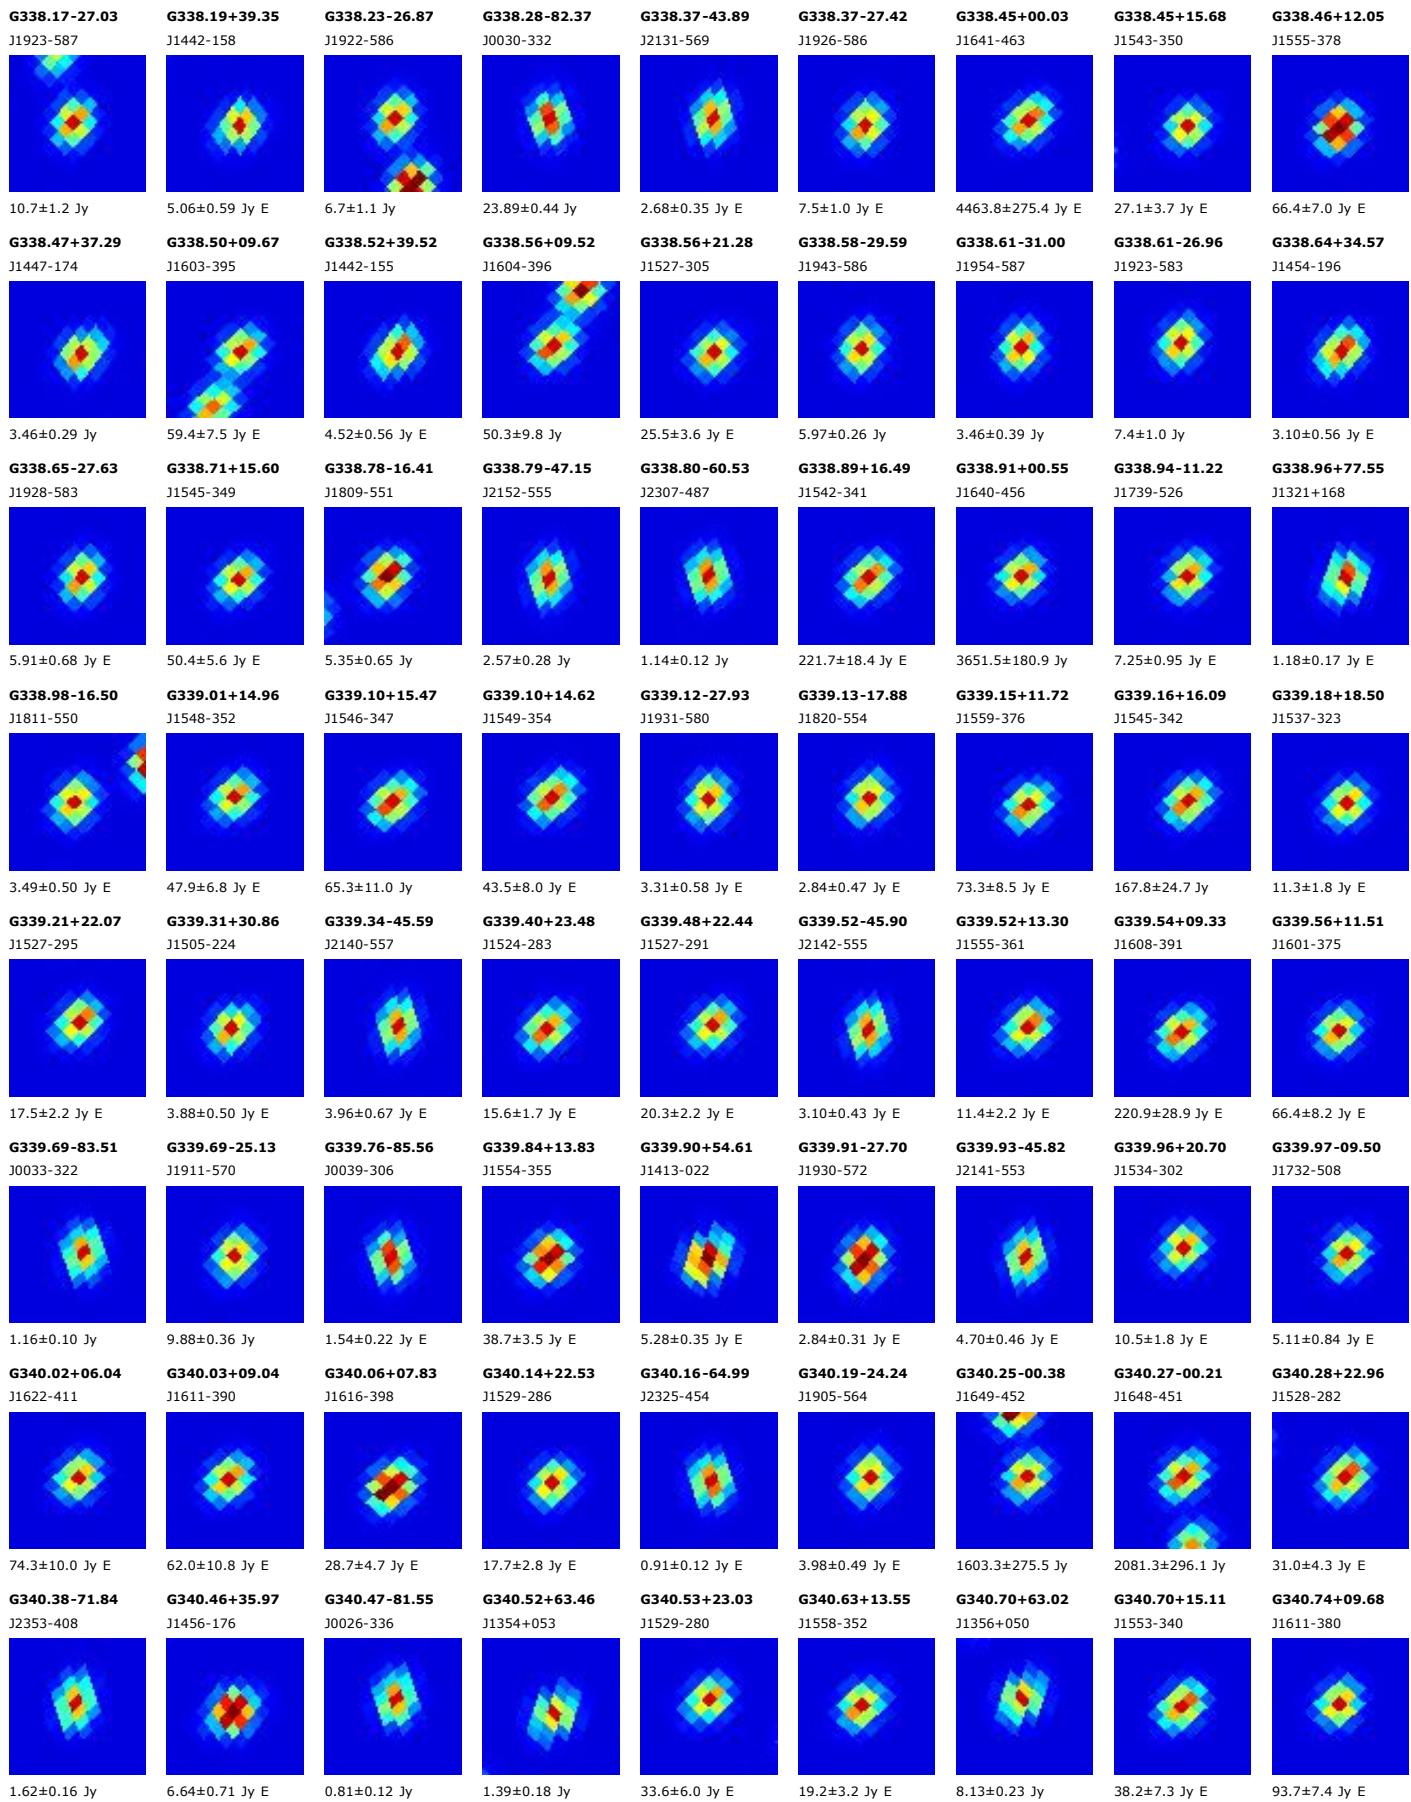 G338.17-27.03 G338.19+39.35 G338.23-26.87 G338.28-82.37 G338.37-43.89 G338.37-27.42 G338.45+00.03 G338.45+15.68 G338.46+12.05
J1923-587 J1442-158 J1922-586 J0030-332 J2131-569 J1926-586 J1641-463 J1543-350 J1555-378
10.7±1.2 Jy 5.06±0.59 Jy E 6.7±1.1 Jy 23.89±0.44 Jy 2.68±0.35 Jy E 7.5±1.0 Jy E 4463.8±275.4 Jy E 27.1±3.7 Jy E 66.4±7.0 Jy E
G338.47+37.29 G338.50+09.67 G338.52+39.52 G338.56+09.52 G338.56+21.28 G338.58-29.59 G338.61-31.00 G338.61-26.96 G338.64+34.57
J1447-174 J1603-395 J1442-155 J1604-396 J1527-305 J1943-586 J1954-587 J1923-583 J1454-196
3.46±0.29 Jy 59.4±7.5 Jy E 4.52±0.56 Jy E 50.3±9.8 Jy 25.5±3.6 Jy E 5.97±0.26 Jy 3.46±0.39 Jy 7.4±1.0 Jy 3.10±0.56 Jy E
G338.65-27.63 G338.71+15.60 G338.78-16.41 G338.79-47.15 G338.80-60.53 G338.89+16.49 G338.91+00.55 G338.94-11.22 G338.96+77.55
J1928-583 J1545-349 J1809-551 J2152-555 J2307-487 J1542-341 J1640-456 J1739-526 J1321+168
5.91±0.68 Jy E 50.4±5.6 Jy E 5.35±0.65 Jy 2.57±0.28 Jy 1.14±0.12 Jy 221.7±18.4 Jy E 3651.5±180.9 Jy 7.25±0.95 Jy E 1.18±0.17 Jy E
G338.98-16.50 G339.01+14.96 G339.10+15.47 G339.10+14.62 G339.12-27.93 G339.13-17.88 G339.15+11.72 G339.16+16.09 G339.18+18.50
J1811-550 J1548-352 J1546-347 J1549-354 J1931-580 J1820-554 J1559-376 J1545-342 J1537-323
3.49±0.50 Jy E 47.9±6.8 Jy E 65.3±11.0 Jy 43.5±8.0 Jy E 3.31±0.58 Jy E 2.84±0.47 Jy E 73.3±8.5 Jy E 167.8±24.7 Jy 11.3±1.8 Jy E
G339.21+22.07 G339.31+30.86 G339.34-45.59 G339.40+23.48 G339.48+22.44 G339.52-45.90 G339.52+13.30 G339.54+09.33 G339.56+11.51
J1527-295 J1505-224 J2140-557 J1524-283 J1527-291 J2142-555 J1555-361 J1608-391 J1601-375
17.5±2.2 Jy E 3.88±0.50 Jy E 3.96±0.67 Jy E 15.6±1.7 Jy E 20.3±2.2 Jy E 3.10±0.43 Jy E 11.4±2.2 Jy E 220.9±28.9 Jy E 66.4±8.2 Jy E
G339.69-83.51 G339.69-25.13 G339.76-85.56 G339.84+13.83 G339.90+54.61 G339.91-27.70 G339.93-45.82 G339.96+20.70 G339.97-09.50
J0033-322 J1911-570 J0039-306 J1554-355 J1413-022 J1930-572 J2141-553 J1534-302 J1732-508
1.16±0.10 Jy 9.88±0.36 Jy 1.54±0.22 Jy E 38.7±3.5 Jy E 5.28±0.35 Jy E 2.84±0.31 Jy E 4.70±0.46 Jy E 10.5±1.8 Jy E 5.11±0.84 Jy E
G340.02+06.04 G340.03+09.04 G340.06+07.83 G340.14+22.53 G340.16-64.99 G340.19-24.24 G340.25-00.38 G340.27-00.21 G340.28+22.96
J1622-411 J1611-390 J1616-398 J1529-286 J2325-454 J1905-564 J1649-452 J1648-451 J1528-282
74.3±10.0 Jy E 62.0±10.8 Jy E 28.7±4.7 Jy E 17.7±2.8 Jy E 0.91±0.12 Jy E 3.98±0.49 Jy E 1603.3±275.5 Jy 2081.3±296.1 Jy 31.0±4.3 Jy E
G340.38-71.84 G340.46+35.97 G340.47-81.55 G340.52+63.46 G340.53+23.03 G340.63+13.55 G340.70+63.02 G340.70+15.11 G340.74+09.68
J2353-408 J1456-176 J0026-336 J1354+053 J1529-280 J1558-352 J1356+050 J1553-340 J1611-380
1.62±0.16 Jy 6.64±0.71 Jy E 0.81±0.12 Jy 1.39±0.18 Jy 33.6±6.0 Jy E 19.2±3.2 Jy E 8.13±0.23 Jy 38.2±7.3 Jy E 93.7±7.4 Jy E